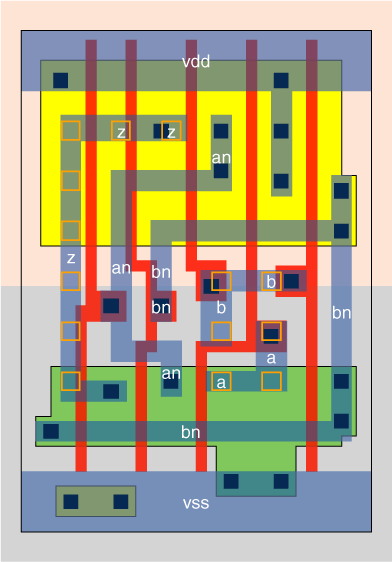 vdd
z z
an
z an bn b
bn b bn
a
an a
bn
vss